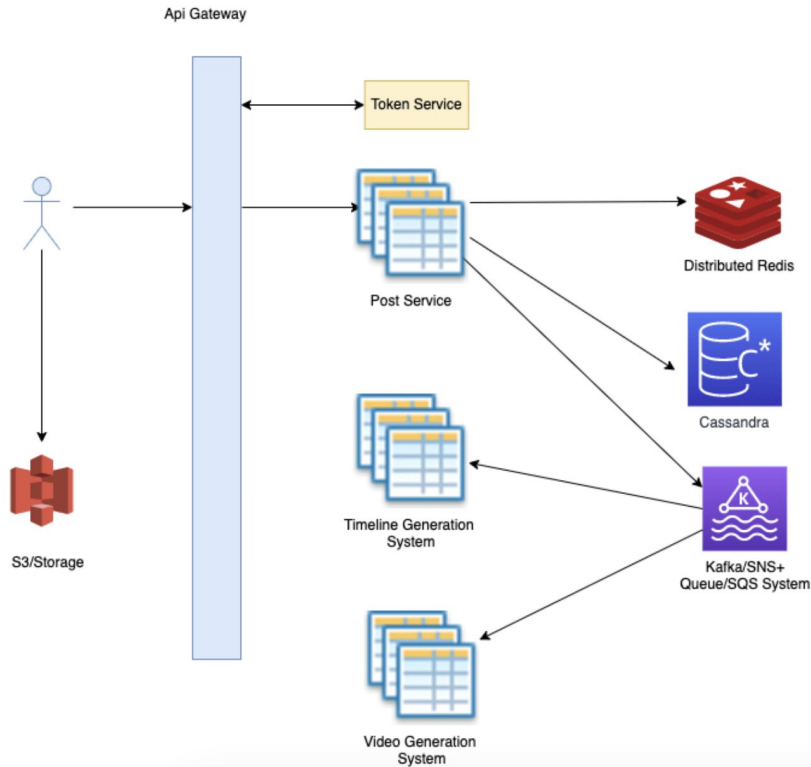 Api Gateway
Token Service
Post Service
Distributed Redis
C*
Cassandra
Timeline Generation
System
K
Kafka/SNS+
Queue/SQS System
S3/Storage
Video Generation
System